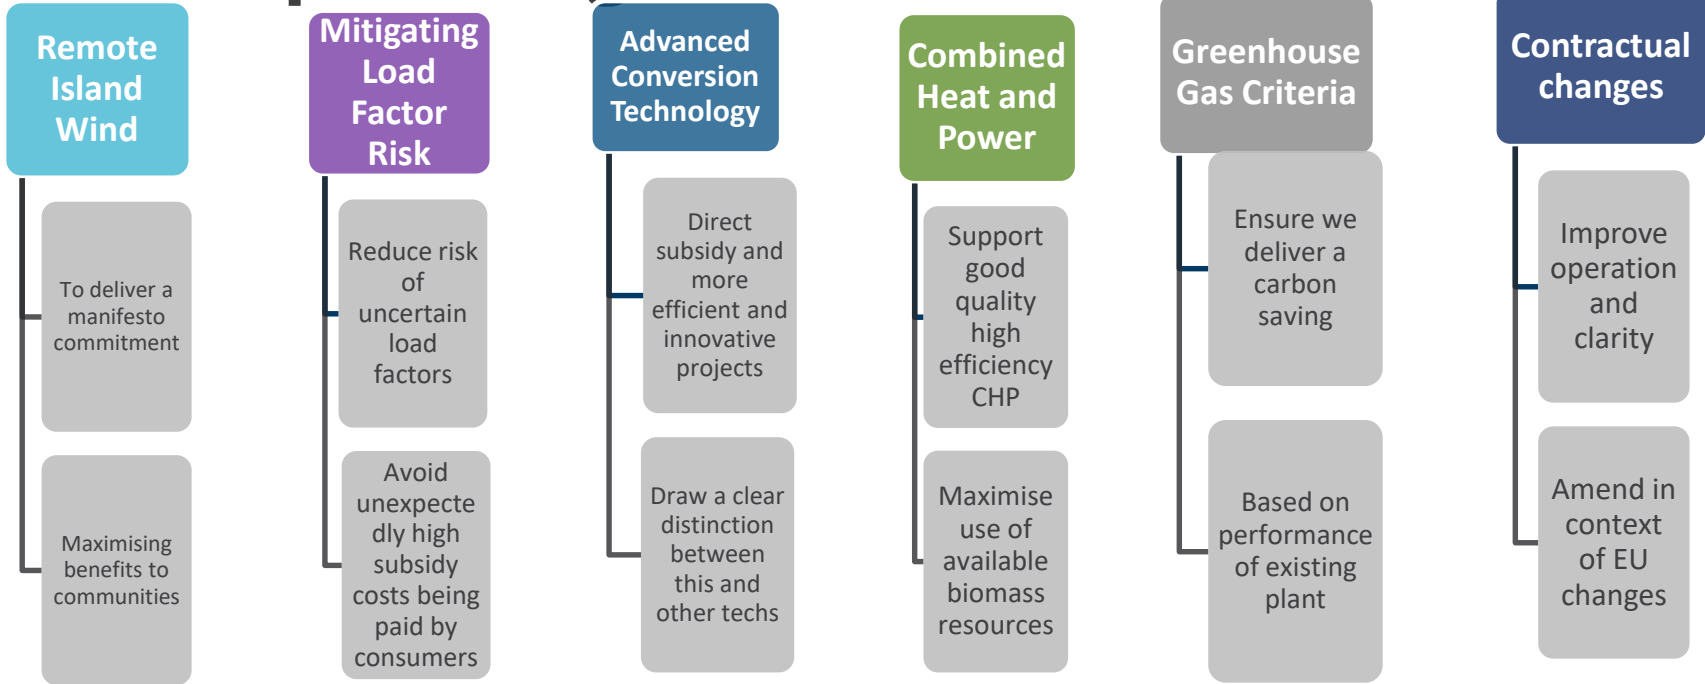 Remote
Island
Wind
To deliver a
manifesto
commitment
Maximising
benefits to
communities
Mitigating
Load
Factor
Risk
Reduce risk
of
uncertain
load
factors
Avoid
unexpecte
dly high
subsidy
costs being
paid by
consumers
Advanced
Conversion
Technology
Direct
subsidy and
more
efficient and
innovative
projects
Draw a clear
distinction
between
this and
other techs
Combined
Heat and
Power
Support
good
quality
high
efficiency
CHP
Maximise
use of
available
biomass
resources
Greenhouse
Gas Criteria
Ensure we
deliver a
carbon
saving
Based on
performance
of existing
plant
Contractual
changes
Improve
operation
and
clarity
Amend in
context
of EU
changes